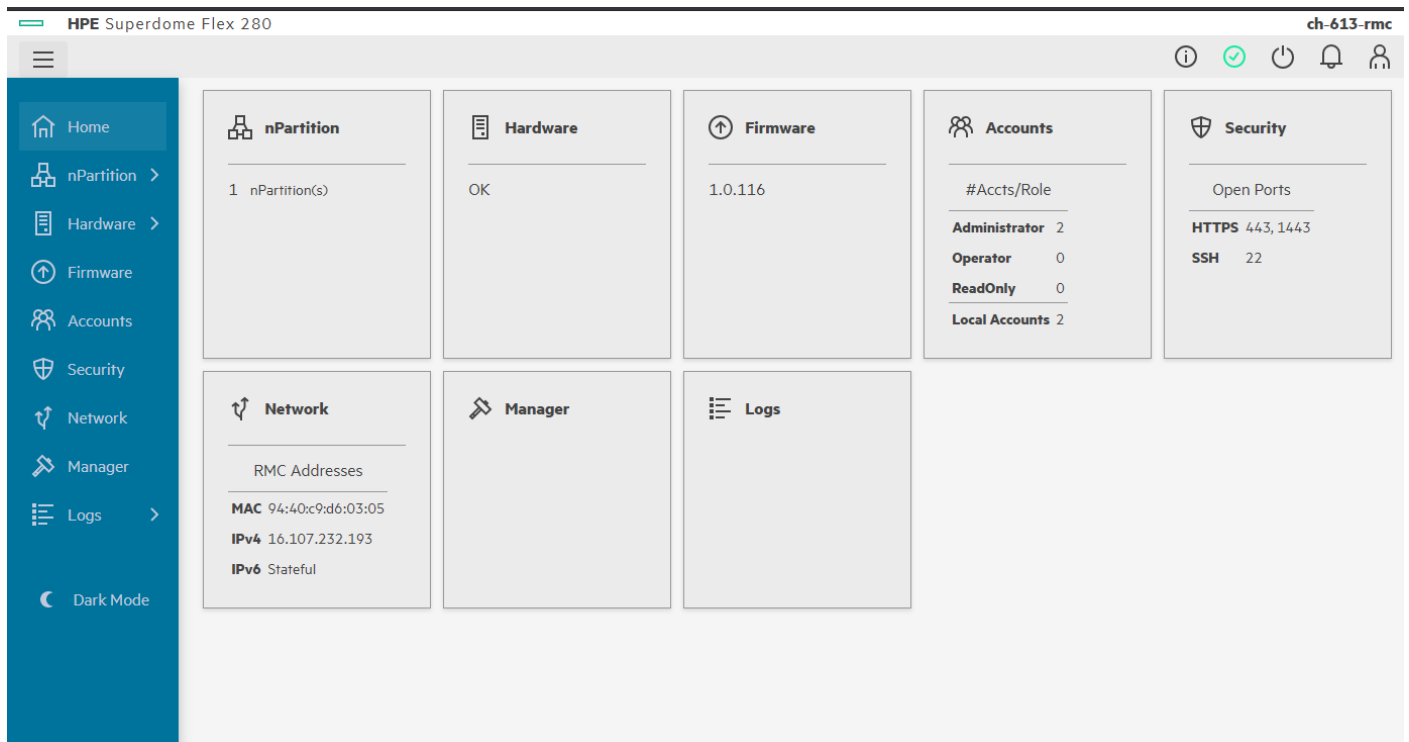 HPE Superdome Flex 280
ch-613-rmc
Home
nPartition
Hardware
Firmware
Accounts
Security
Network
Manager
Logs
Dark Mode
nPartition
1 nPartition(s)
Hardware
OK
Firmware
1.0.116
Accounts
#Accts/Role
Administrator 2
Operator 0
ReadOnly 0
Local Accounts 2
Security
Open Ports
HTTPS 443, 1443
SSH 22
Network
RMC Addresses
MAC 94:40:c9:d6:03:05
IPv4 16.107.232.193
IPv6 Stateful
Manager
Logs